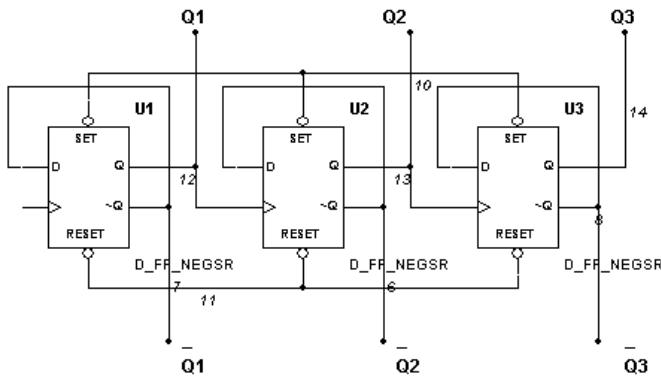 Q1 Q2 Q3
10
U1 U2 U3
14
SET SET SET
D Q D Q D Q
12 13
~Q ~Q ~Q
8
RESET RESET RESET
D_FF_NEGSR D_FF_NEGSR D_FF_NEGSR
7 6
11
Q1 Q2 Q3